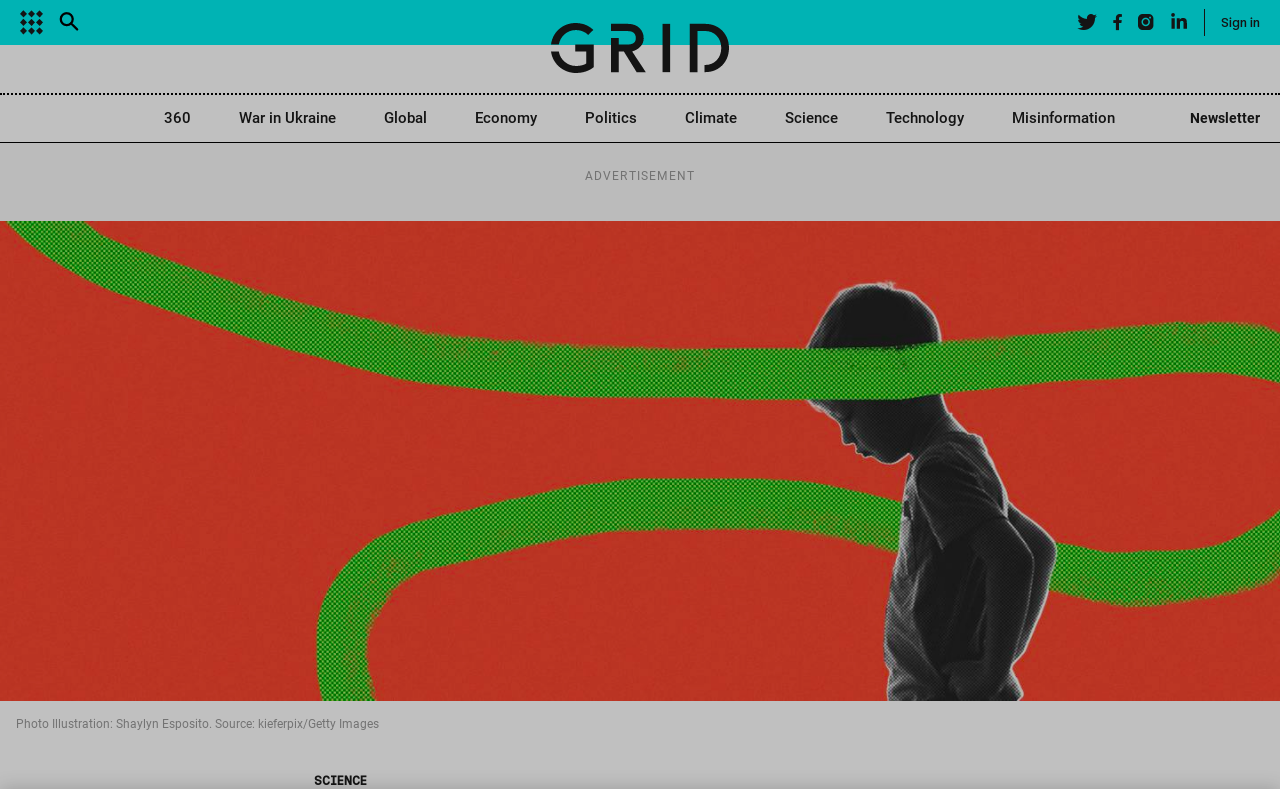 GRID
Sign in
360 War in Ukraine Global Economy Politics Climate Science Technology Misinformation Newsletter
ADVERTISEMENT
Photo Illustration: Shaylyn Esposito. Source: kieferpix/Getty Images
SCIENCE